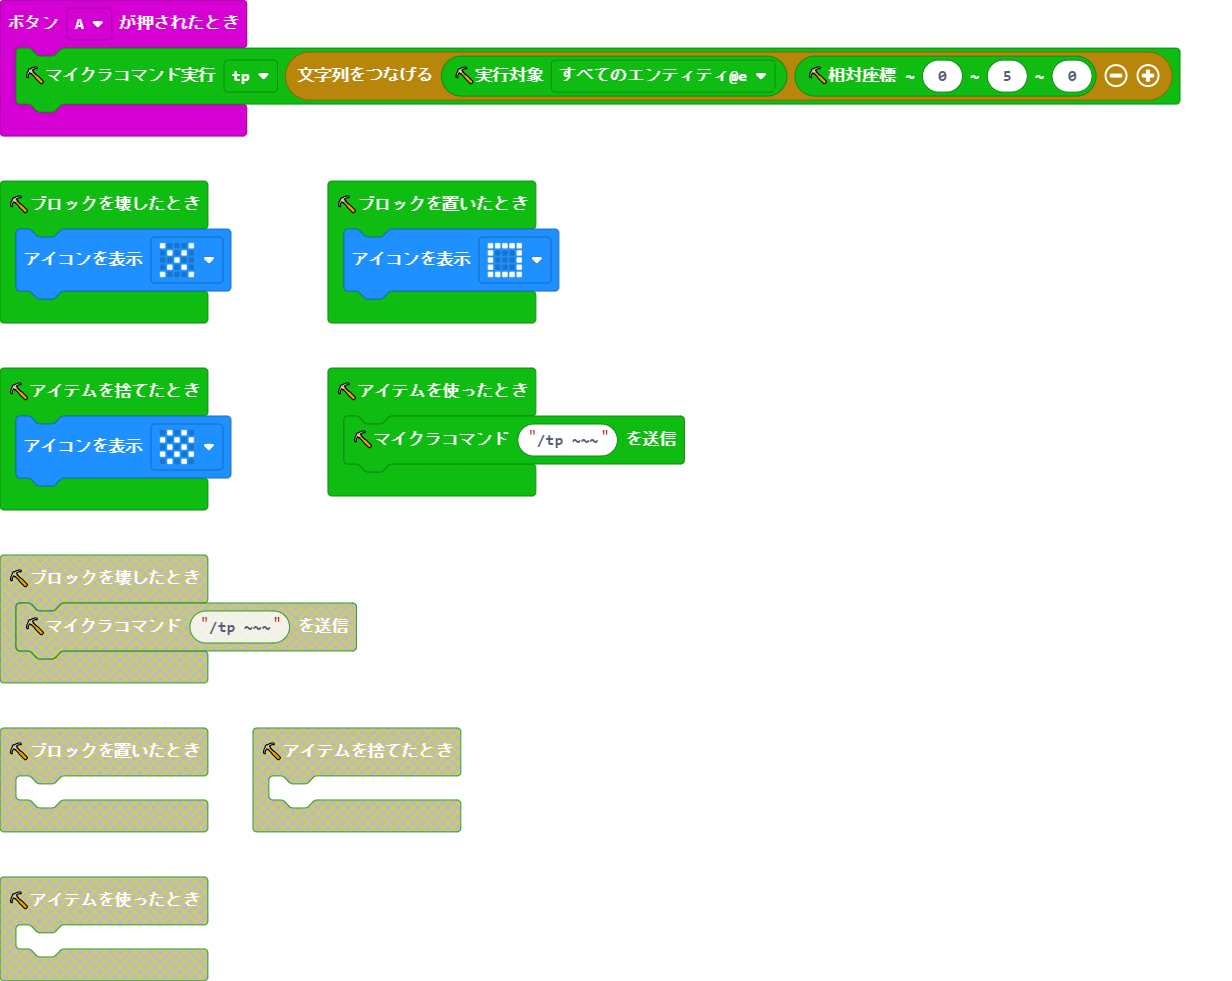 ボタン A が押されたとき
マイクラコマンド実行 tp 文字列をつなげる 実行対象 すべてのエンティティ@e 相対座標 ~ 0 ~ 5 ~ 0
ブロックを壊したとき
アイコンを表示
ブロックを置いたとき
アイコンを表示
アイテムを捨てたとき
アイコンを表示
アイテムを使ったとき
マイクラコマンド "/tp ~~~" を送信
ブロックを壊したとき
マイクラコマンド "/tp ~~~" を送信
ブロックを置いたとき
アイテムを捨てたとき
アイテムを使ったとき